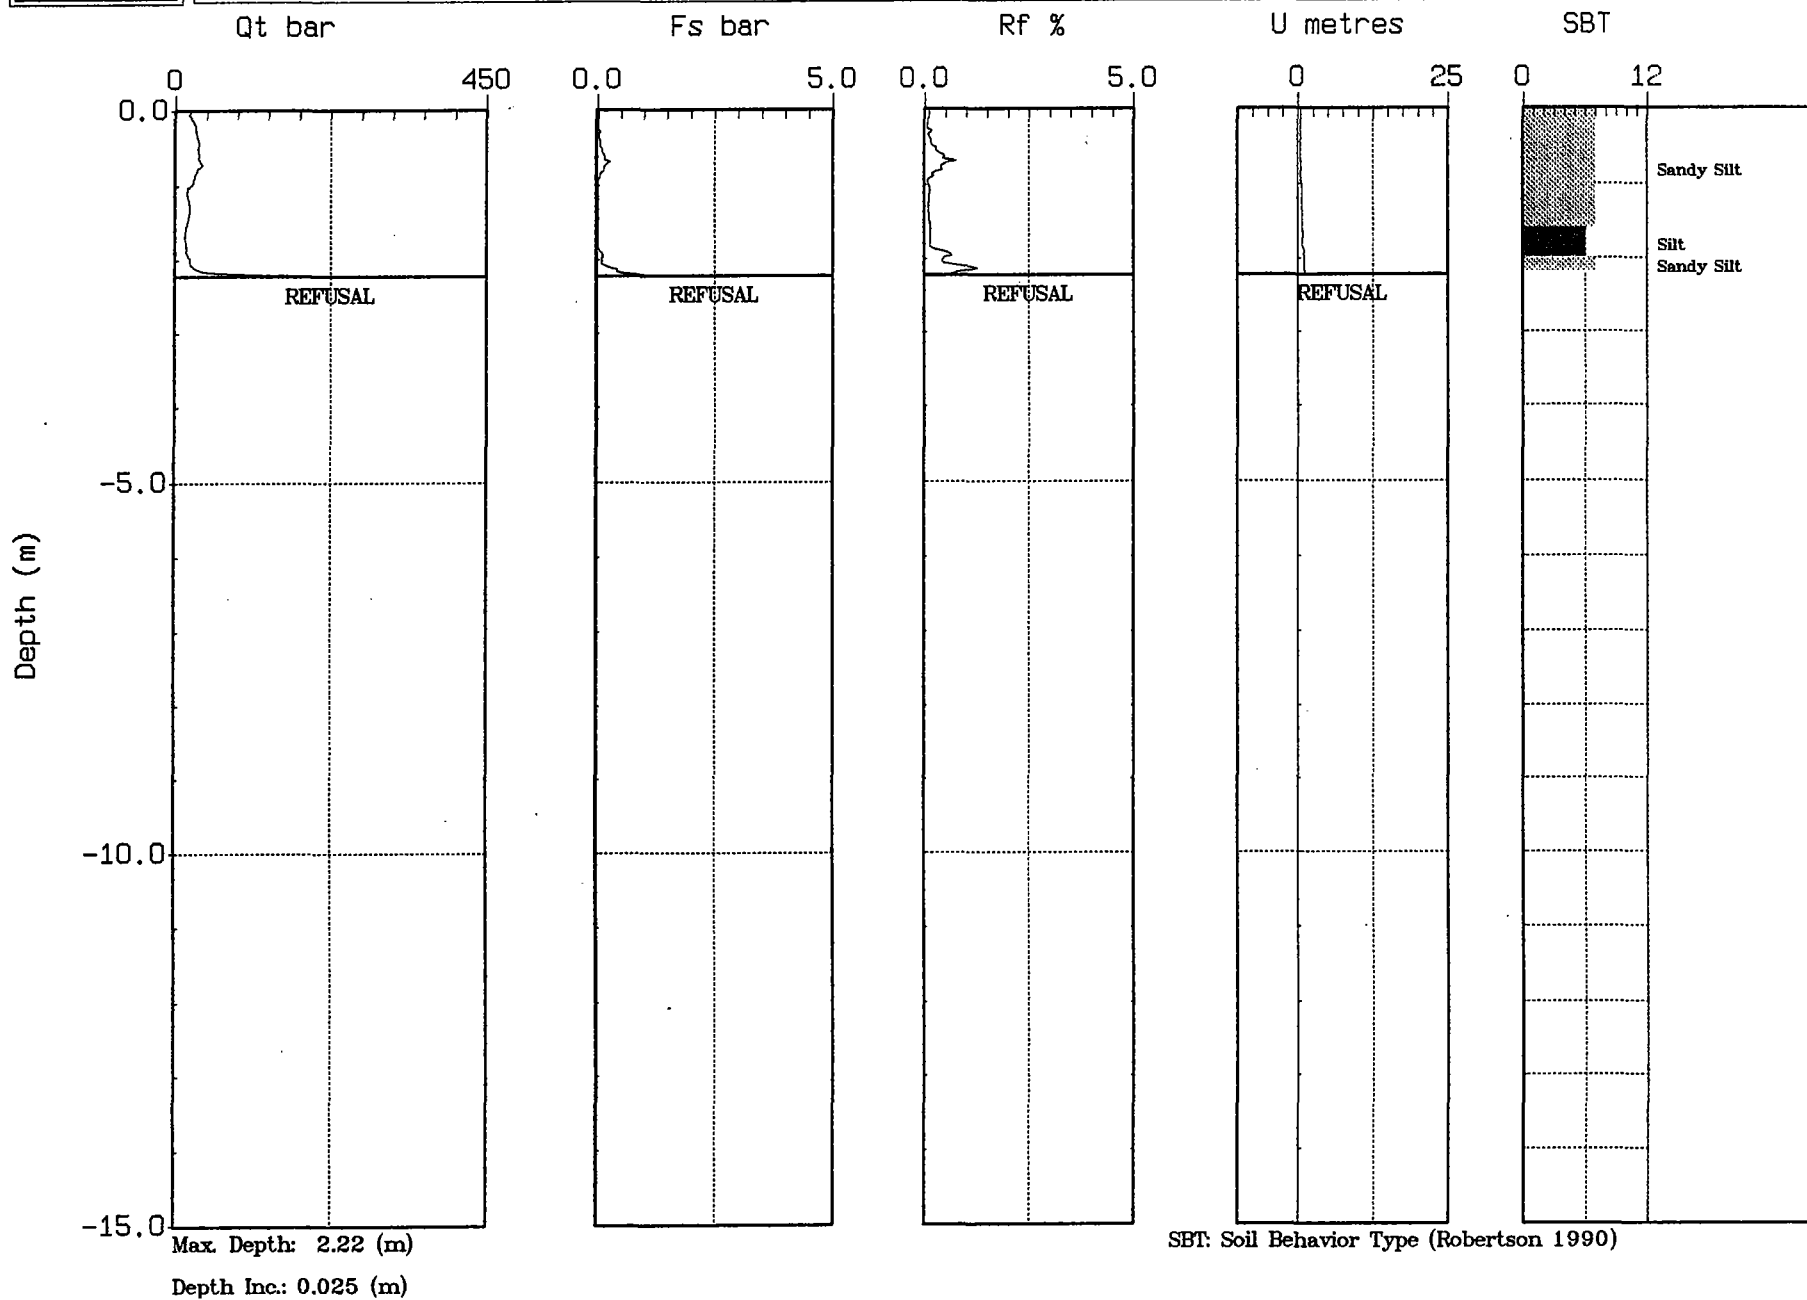 Qt bar Fs bar Rf % U metres SBT
0 450 0.0 5.0 0.0 5.0 0 25 0 12
0.0
Sandy Silt
Silt
Sandy Silt
REFUSAL REFUSAL REFUSAL REFUSAL
-5.0
Depth (m)
-10.0
-15.0
Max. Depth: 2.22 (m)
SBT: Soil Behavior Type (Robertson 1990)
Depth Inc.: 0.025 (m)